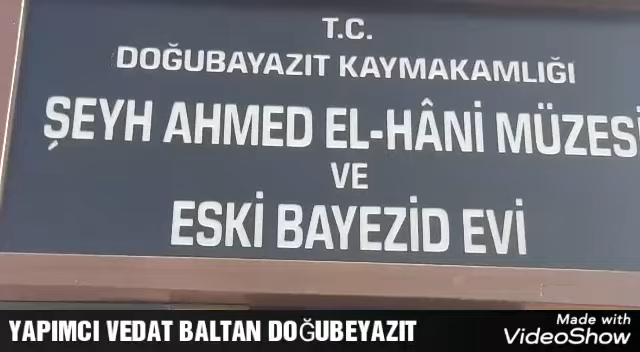 T.C.
DOĞUBAYAZIT KAYMAKAMLIĞI
ŞEYH AHMED EL-HÂNİ MÜZESİ
VE
ESKİ BAYEZİD EVİ
YAPIMCI VEDAT BALTAN DOĞUBEYAZIT
Made with
VideoShow